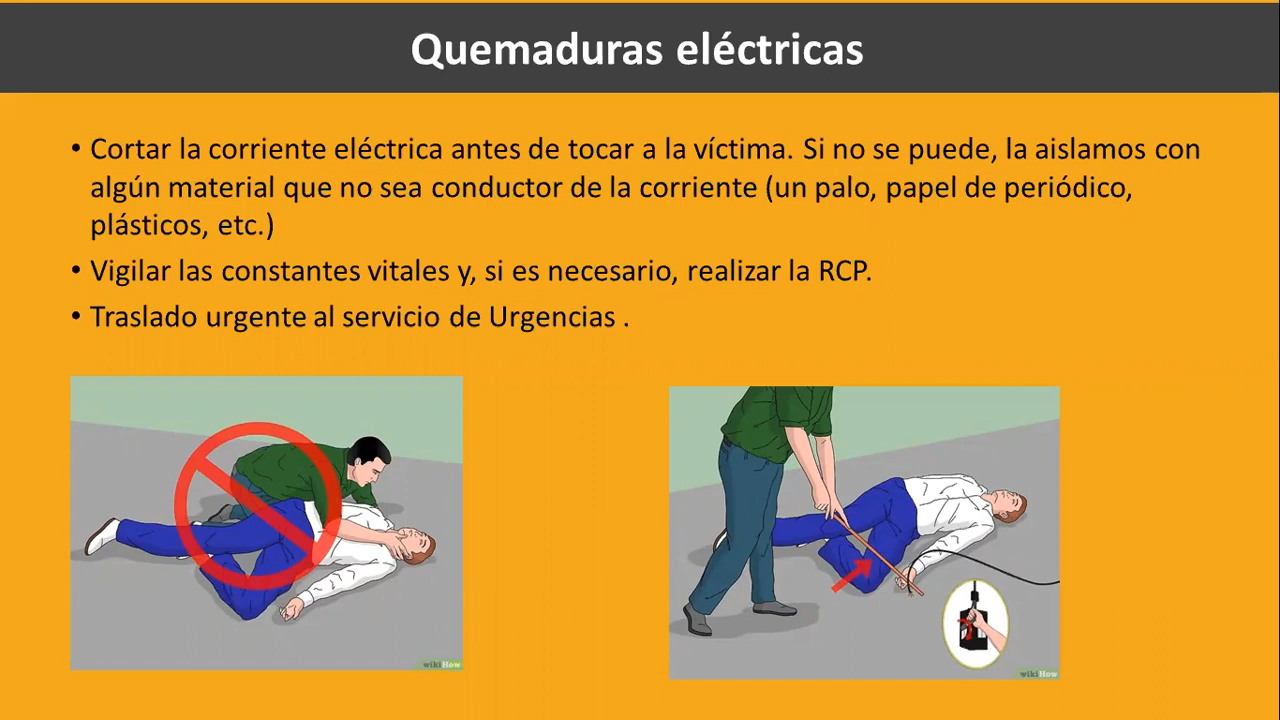 Quemaduras eléctricas
• Cortar la corriente eléctrica antes de tocar a la víctima. Si no se puede, la aislamos con
algún material que no sea conductor de la corriente (un palo, papel de periódico,
plásticos, etc.)
• Vigilar las constantes vitales y, si es necesario, realizar la RCP.
• Traslado urgente al servicio de Urgencias .
wikiHow
wikiHow